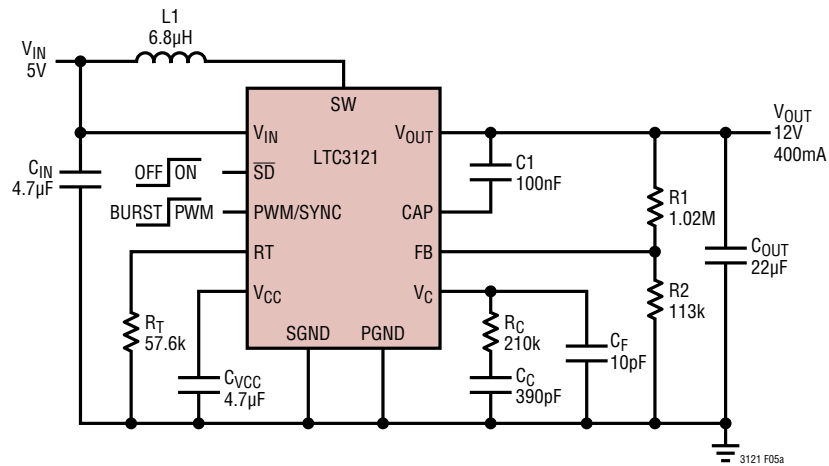 L1
6.8µH
V_IN
5V
SW
V_IN
V_OUT
LTC3121
V_OUT
12V
400mA
C_IN
4.7µF
OFF ON
SD
C1
100nF
BURST PWM
PWM/SYNC
CAP
R1
1.02M
RT
FB
C_OUT
22µF
V_CC
V_C
R2
113k
R_T
57.6k
SGND
PGND
R_C
210k
C_F
10pF
C_VCC
4.7µF
C_C
390pF
3121 F05a